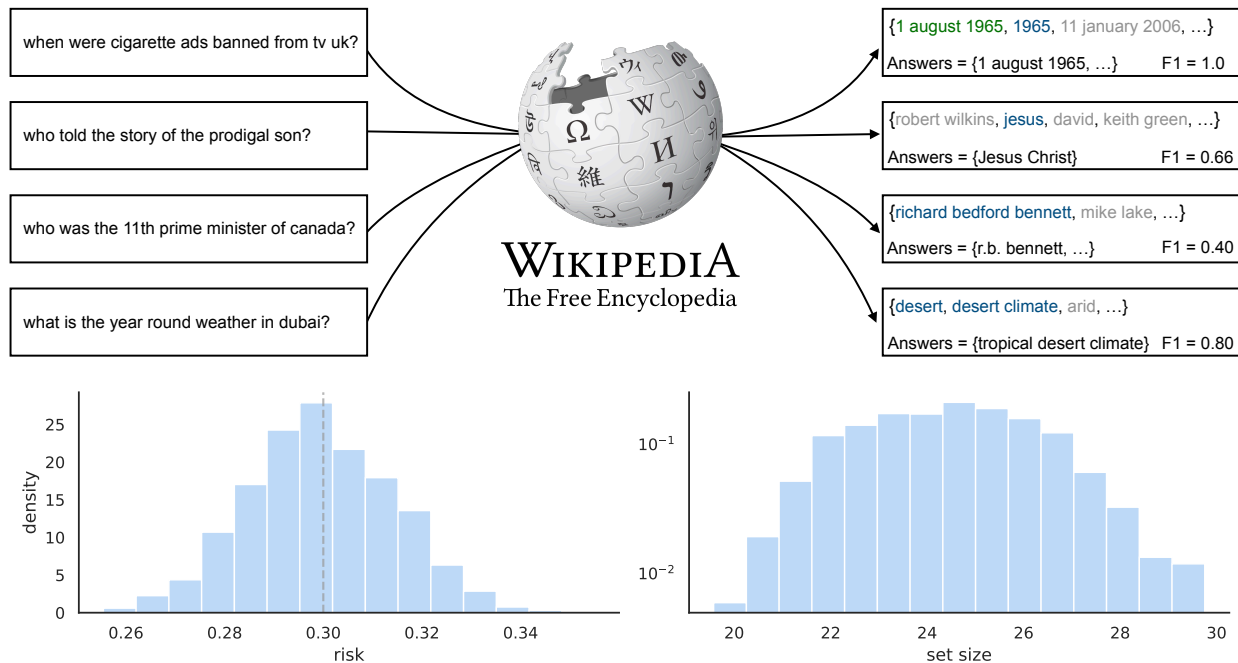 when were cigarette ads banned from tv uk?
who told the story of the prodigal son?
who was the 11th prime minister of canada?
what is the year round weather in dubai?
Ω
W
И
維
ウィ
7
WIKIPEDIA
The Free Encyclopedia
{1 august 1965, 1965, 11 january 2006, …}
Answers = {1 august 1965, …} F1 = 1.0
{robert wilkins, jesus, david, keith green, …}
Answers = {Jesus Christ} F1 = 0.66
{richard bedford bennett, mike lake, …}
Answers = {r.b. bennett, …} F1 = 0.40
{desert, desert climate, arid, …}
Answers = {tropical desert climate} F1 = 0.80
density
25
20
15
10
5
0
0.26 0.28 0.30 0.32 0.34
risk
10⁻¹
10⁻²
20 22 24 26 28 30
set size